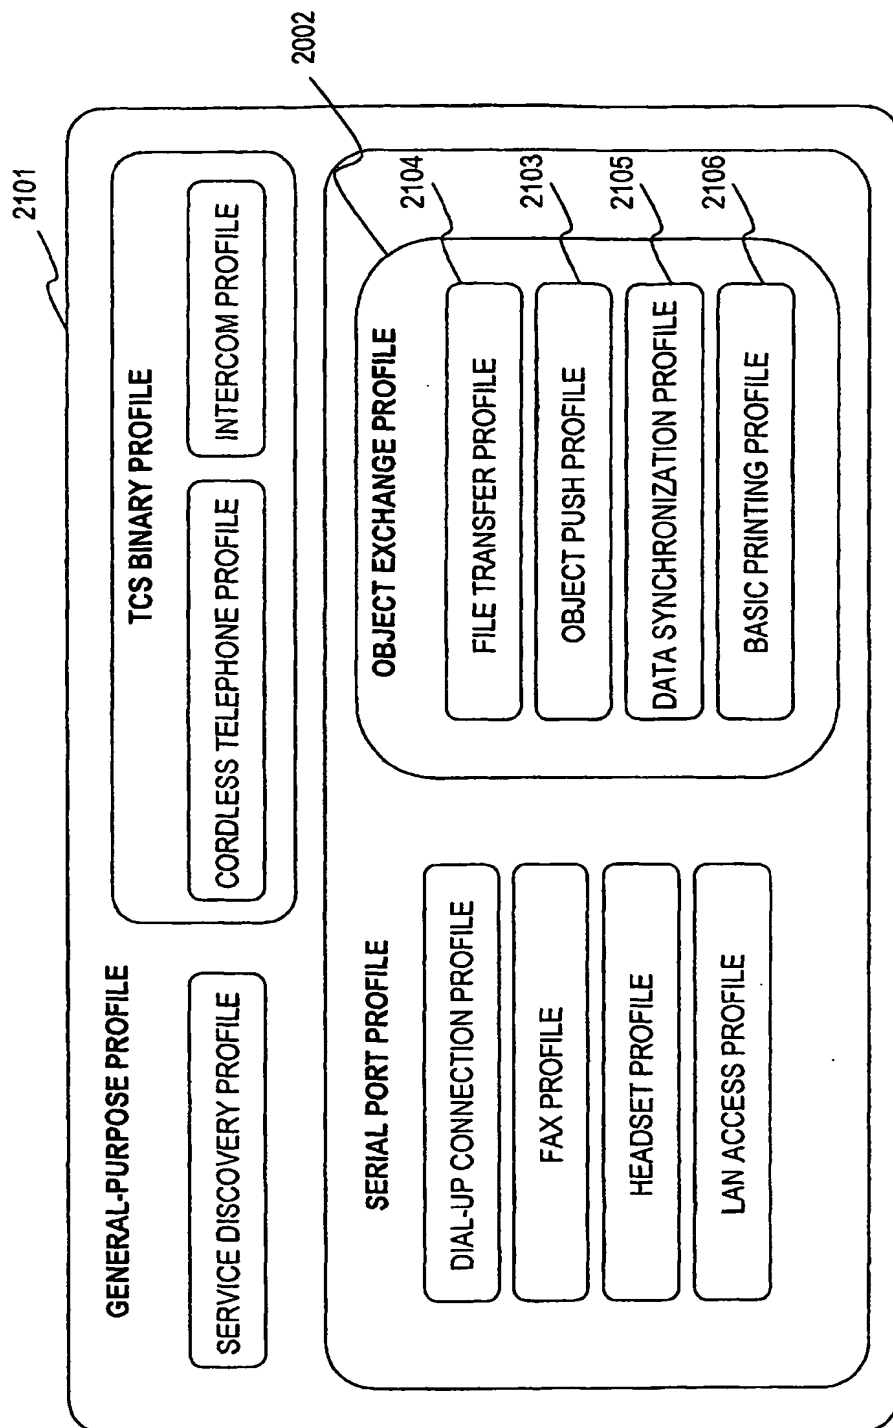 2101
GENERAL-PURPOSE PROFILE
SERVICE DISCOVERY PROFILE
TCS BINARY PROFILE
CORDLESS TELEPHONE PROFILE
INTERCOM PROFILE
2002
SERIAL PORT PROFILE
DIAL-UP CONNECTION PROFILE
FAX PROFILE
HEADSET PROFILE
LAN ACCESS PROFILE
OBJECT EXCHANGE PROFILE
FILE TRANSFER PROFILE
2104
OBJECT PUSH PROFILE
2103
DATA SYNCHRONIZATION PROFILE
2105
BASIC PRINTING PROFILE
2106